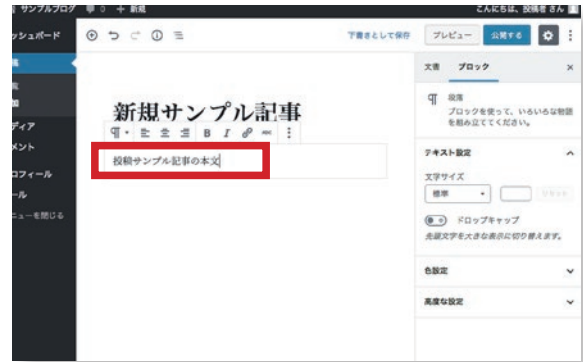 サンプルブログ 0 + 新規 こんにちは、投稿者 さん
ッシュボード
下書きとして保存 プレビュー 公開する
文書 ブロック ×
段落
ブロックを使って、いろいろな物語
を組み立ててください。
ディア
メント
ロフィール
ール
ニューを閉じる
新規サンプル記事
B I
投稿サンプル記事の本文
テキスト設定
文字サイズ
標準 リセット
ドロップキャップ
先頭文字を大きな表示に切り替えます。
色設定
高度な設定